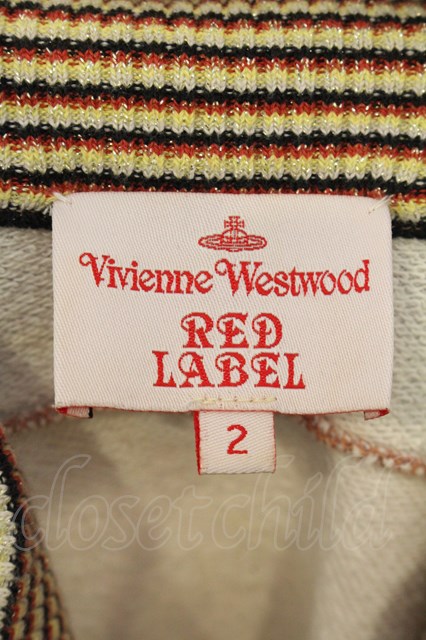 Vivienne Westwood
RED
LABEL
2
closet child